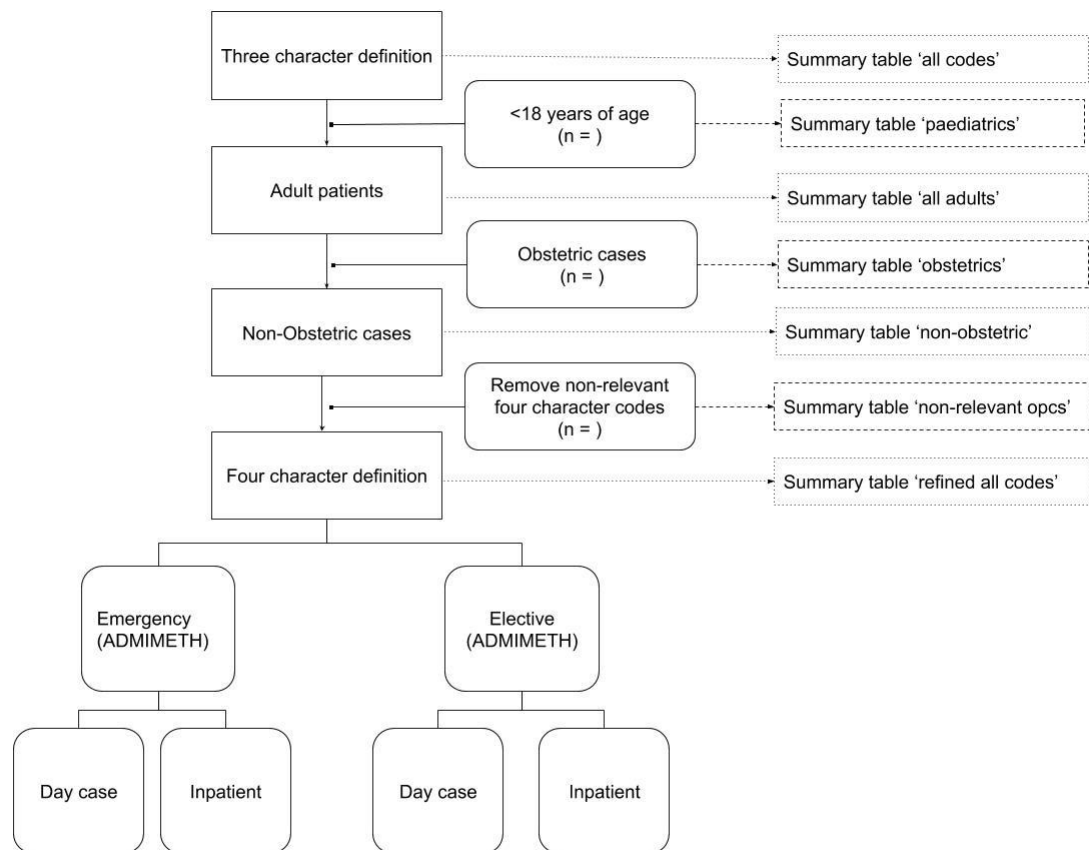 Three character definition
Summary table ‘all codes’
<18 years of age
(n = )
Summary table ‘paediatrics’
Adult patients
Summary table ‘all adults’
Obstetric cases
(n = )
Summary table ‘obstetrics’
Non-Obstetric cases
Summary table ‘non-obstetric’
Remove non-relevant
four character codes
(n = )
Summary table ‘non-relevant opcs’
Four character definition
Summary table ‘refined all codes’
Emergency
(ADMIMETH)
Elective
(ADMIMETH)
Day case
Inpatient
Day case
Inpatient